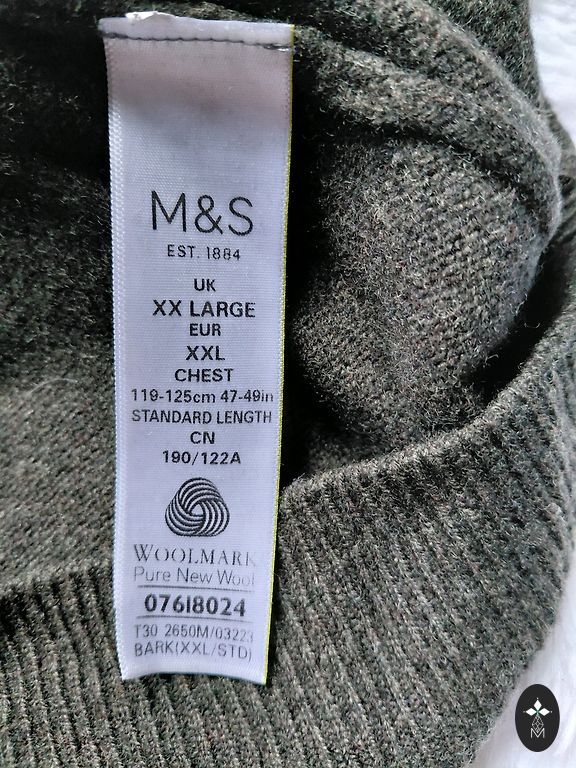 M&S
EST. 1884
UK
XX LARGE
EUR
XXL
CHEST
119-125cm 47-49in
STANDARD LENGTH
CN
190/122A
WOOLMARK
Pure New Wool
07618024
T30 2650M/03223
BARK(XXL/STD)
M